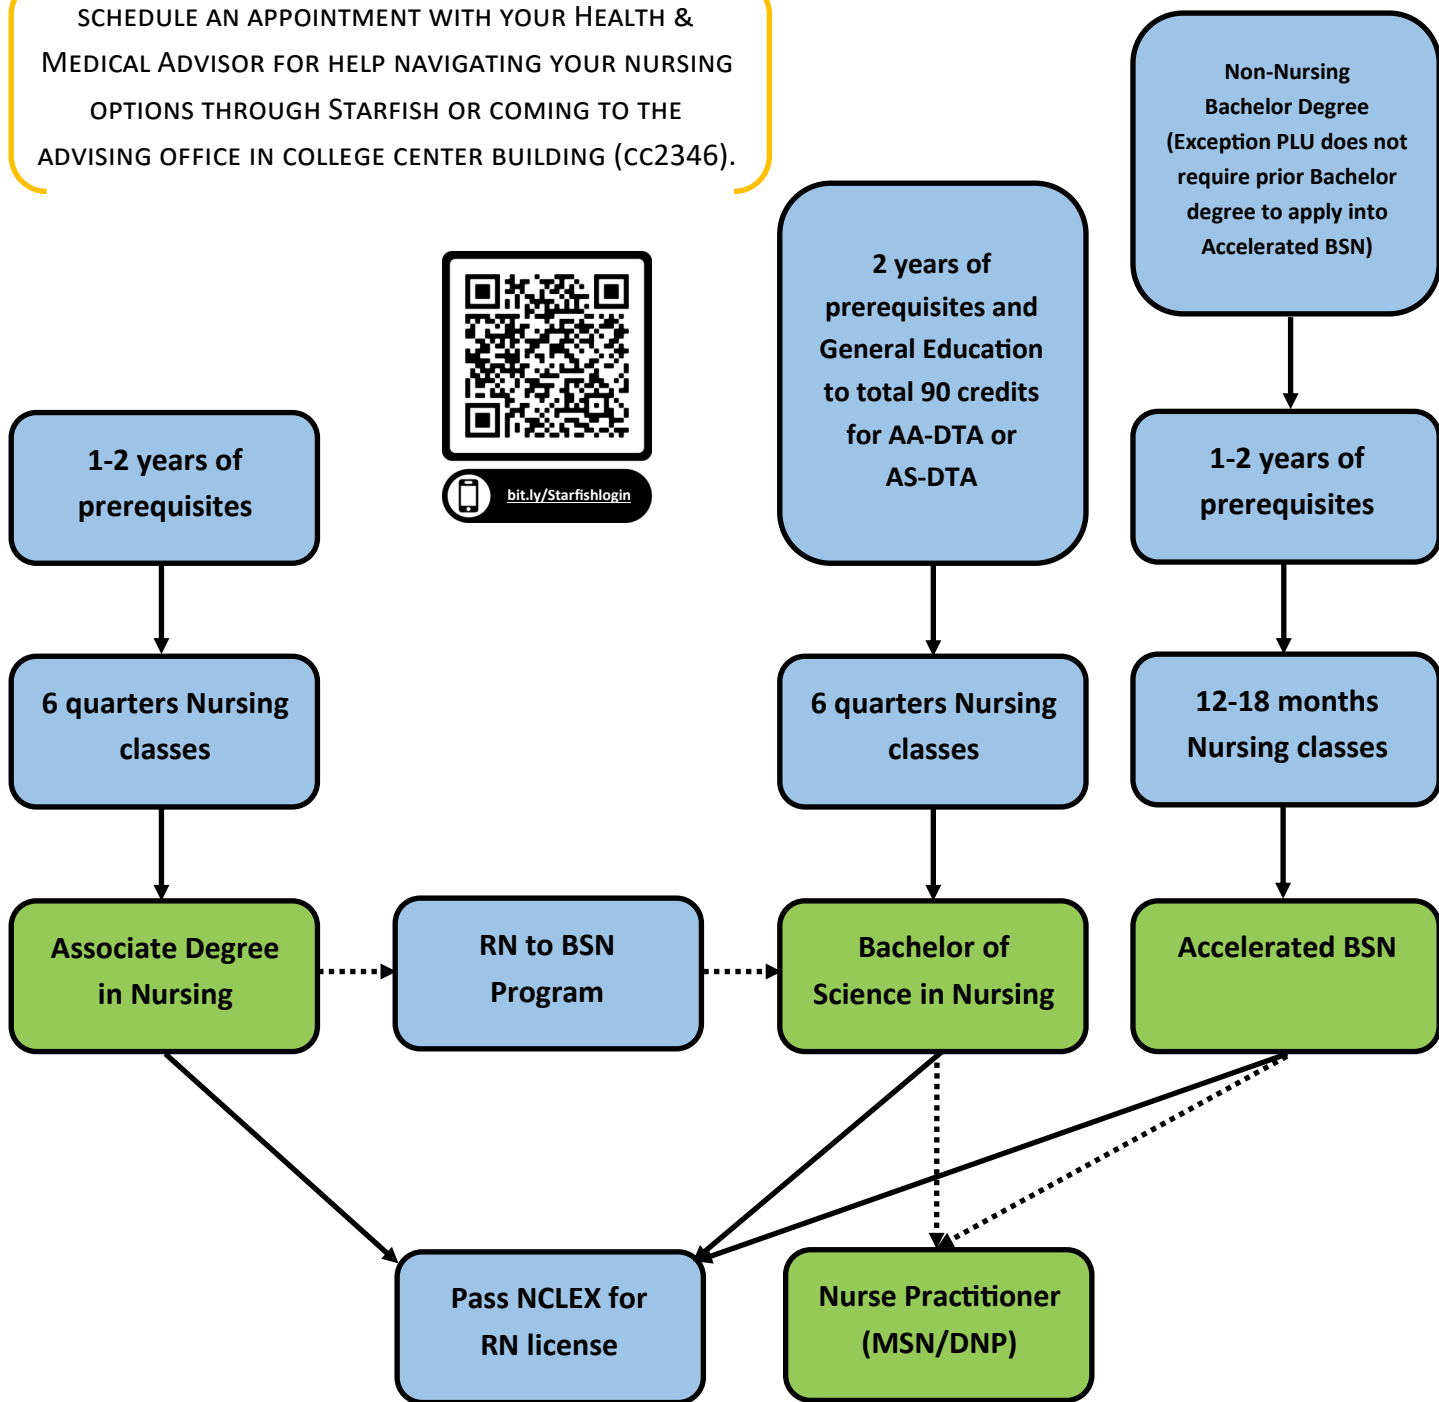 SCHEDULE AN APPOINTMENT WITH YOUR HEALTH &
MEDICAL ADVISOR FOR HELP NAVIGATING YOUR NURSING
OPTIONS THROUGH STARFISH OR COMING TO THE
ADVISING OFFICE IN COLLEGE CENTER BUILDING (CC2346).
Non-Nursing
Bachelor Degree
(Exception PLU does not
require prior Bachelor
degree to apply into
Accelerated BSN)
2 years of
prerequisites and
General Education
to total 90 credits
for AA-DTA or
AS-DTA
bit.ly/Starfishlogin
1-2 years of
prerequisites
1-2 years of
prerequisites
6 quarters Nursing
classes
6 quarters Nursing
classes
12-18 months
Nursing classes
Associate Degree
in Nursing
RN to BSN
Program
Bachelor of
Science in Nursing
Accelerated BSN
Pass NCLEX for
RN license
Nurse Practitioner
(MSN/DNP)